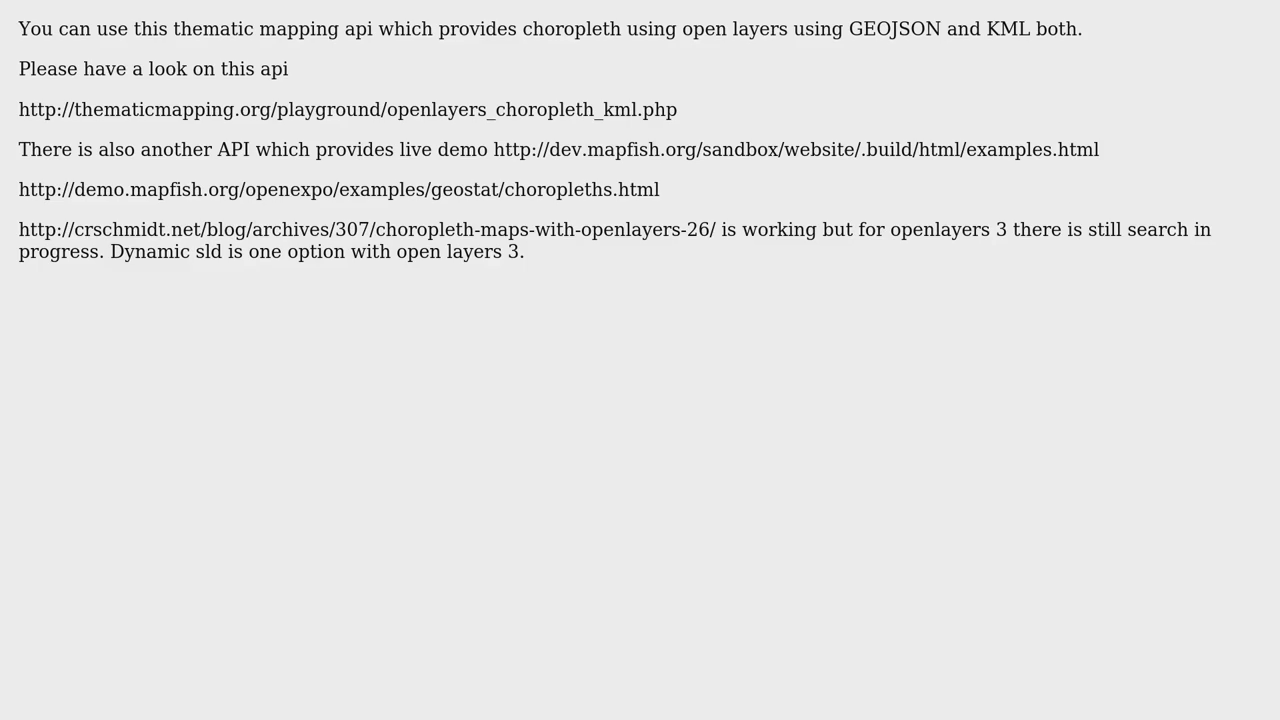 You can use this thematic mapping api which provides choropleth using open layers using GEOJSON and KML both.
Please have a look on this api
http://thematicmapping.org/playground/openlayers_choropleth_kml.php
There is also another API which provides live demo http://dev.mapfish.org/sandbox/website/.build/html/examples.html
http://demo.mapfish.org/openexpo/examples/geostat/choropleths.html
http://crschmidt.net/blog/archives/307/choropleth-maps-with-openlayers-26/ is working but for openlayers 3 there is still search in
progress. Dynamic sld is one option with open layers 3.